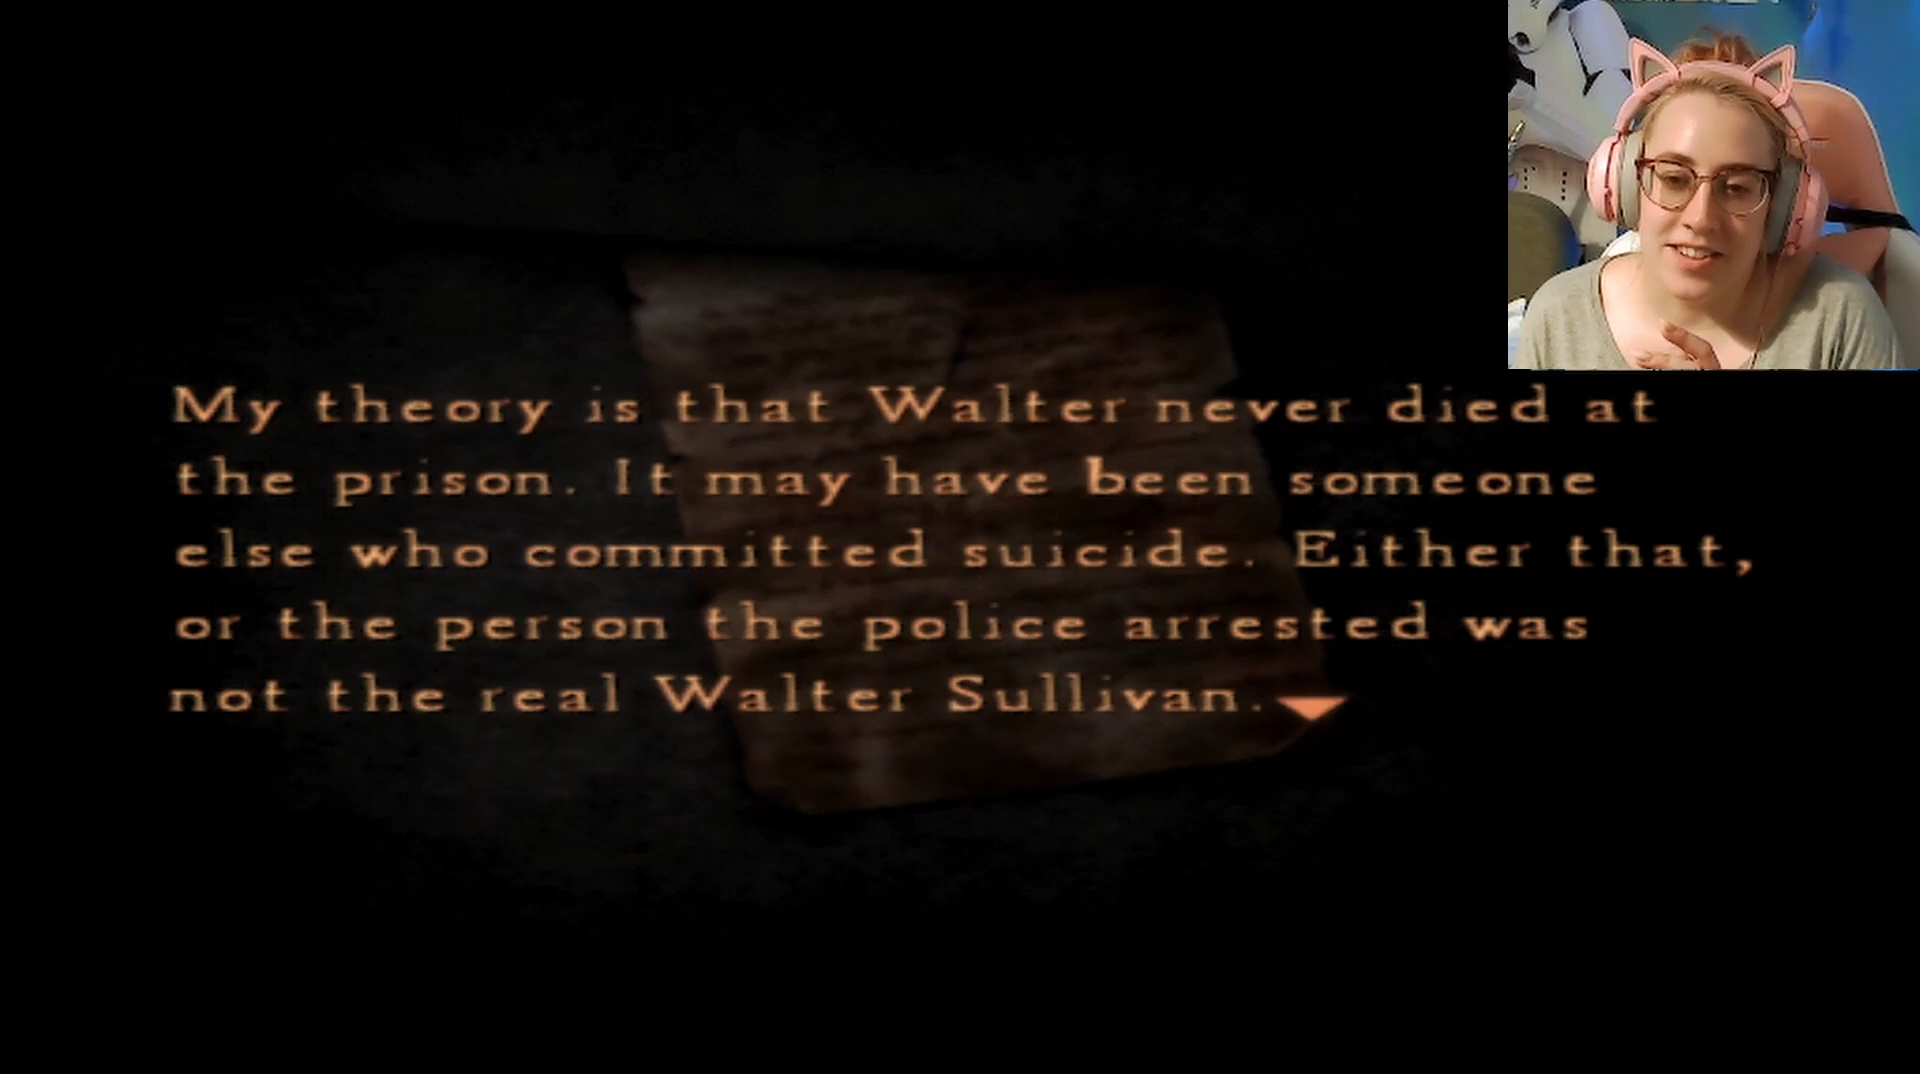 My theory is that Walter never died at
the prison. It may have been someone
else who committed suicide. Either that,
or the person the police arrested was
not the real Walter Sullivan.